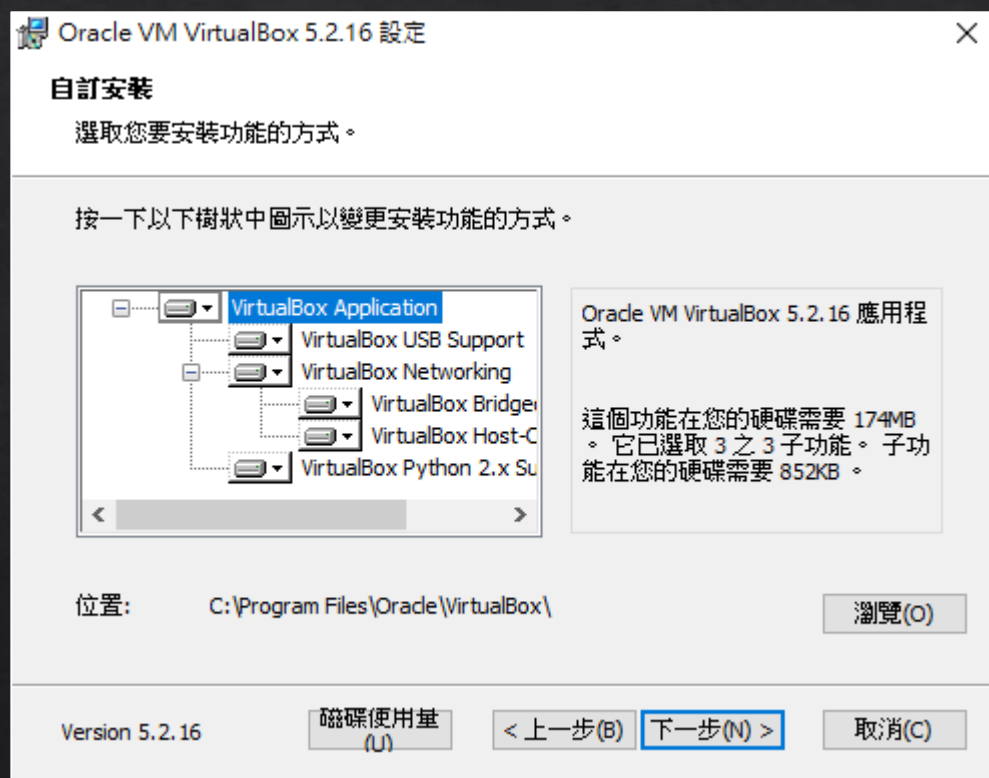 Oracle VM VirtualBox 5.2.16 設定
自訂安裝
選取您要安裝功能的方式。
按一下以下樹狀中圖示以變更安裝功能的方式。
VirtualBox Application
VirtualBox USB Support
VirtualBox Networking
VirtualBox Bridge
VirtualBox Host-C
VirtualBox Python 2.x Su
Oracle VM VirtualBox 5.2.16 應用程
式。
這個功能在您的硬碟需要 174MB
。 它已選取 3 之 3 子功能。 子功
能在您的硬碟需要 852KB 。
位置: C:\Program Files\Oracle\VirtualBox\
瀏覽(O)
Version 5.2.16
磁碟使用量
(U)
< 上一步(B)
下一步(N) >
取消(C)